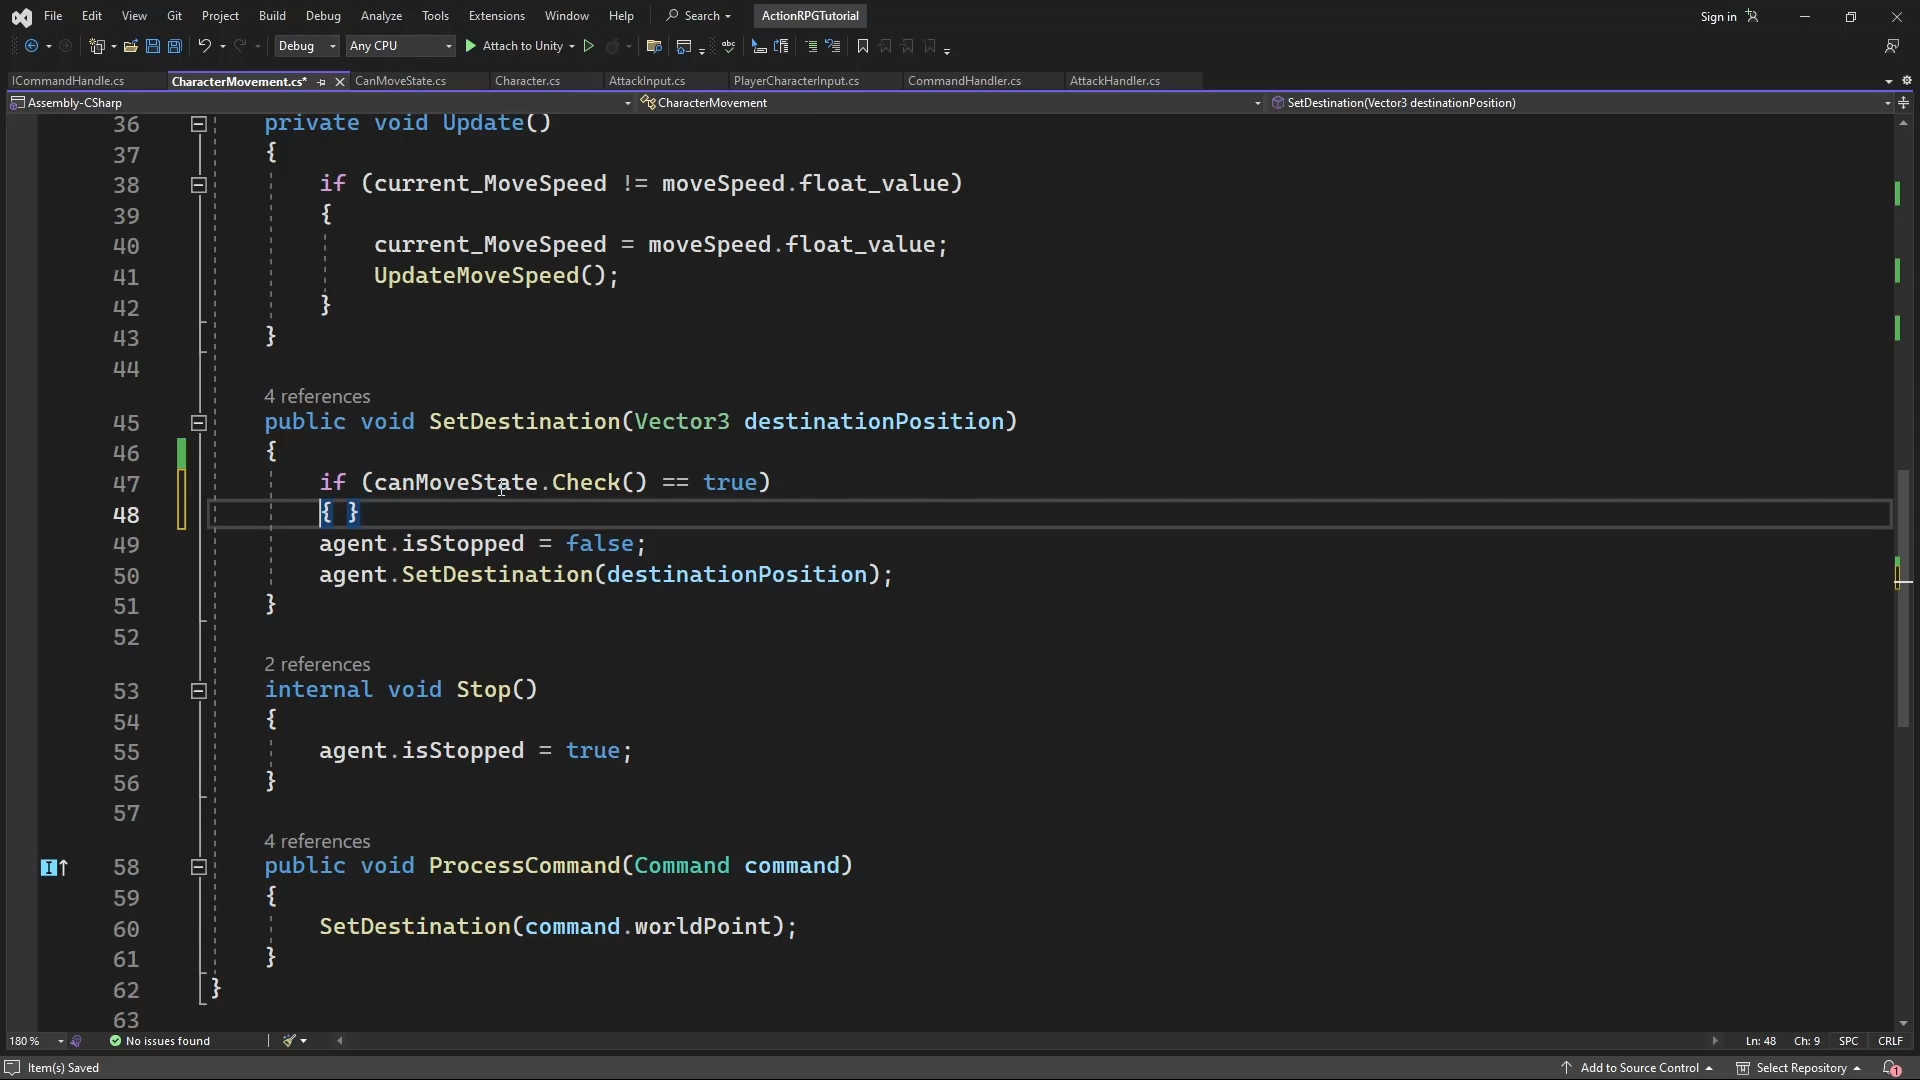 File Edit View Git Project Build Debug Analyze Tools Extensions Window Help Search ActionRPGTutorial Sign in
Debug Any CPU Attach to Unity
ICommandHandle.cs CharacterMovement.cs* CanMoveState.cs Character.cs AttackInput.cs PlayerCharacterInput.cs CommandHandler.cs AttackHandler.cs
Assembly-CSharp CharacterMovement SetDestination(Vector3 destinationPosition)
36 private void Update()
37 {
38 if (current_MoveSpeed != moveSpeed.float_value)
39 {
40 current_MoveSpeed = moveSpeed.float_value;
41 UpdateMoveSpeed();
42 }
43 }
44
4 references
45 public void SetDestination(Vector3 destinationPosition)
46 {
47 if (canMoveState.Check() == true)
48 { }
49 agent.isStopped = false;
50 agent.SetDestination(destinationPosition);
51 }
52
2 references
53 internal void Stop()
54 {
55 agent.isStopped = true;
56 }
57
4 references
58 public void ProcessCommand(Command command)
59 {
60 SetDestination(command.worldPoint);
61 }
62 }
63
180 % No issues found Ln: 48 Ch: 9 SPC CRLF
Item(s) Saved Add to Source Control Select Repository 1